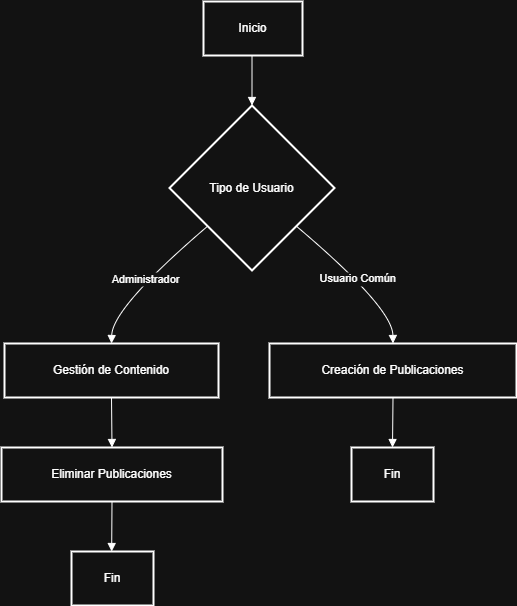 Inicio
Tipo de Usuario
Administrador
Usuario Común
Gestión de Contenido
Creación de Publicaciones
Eliminar Publicaciones
Fin
Fin